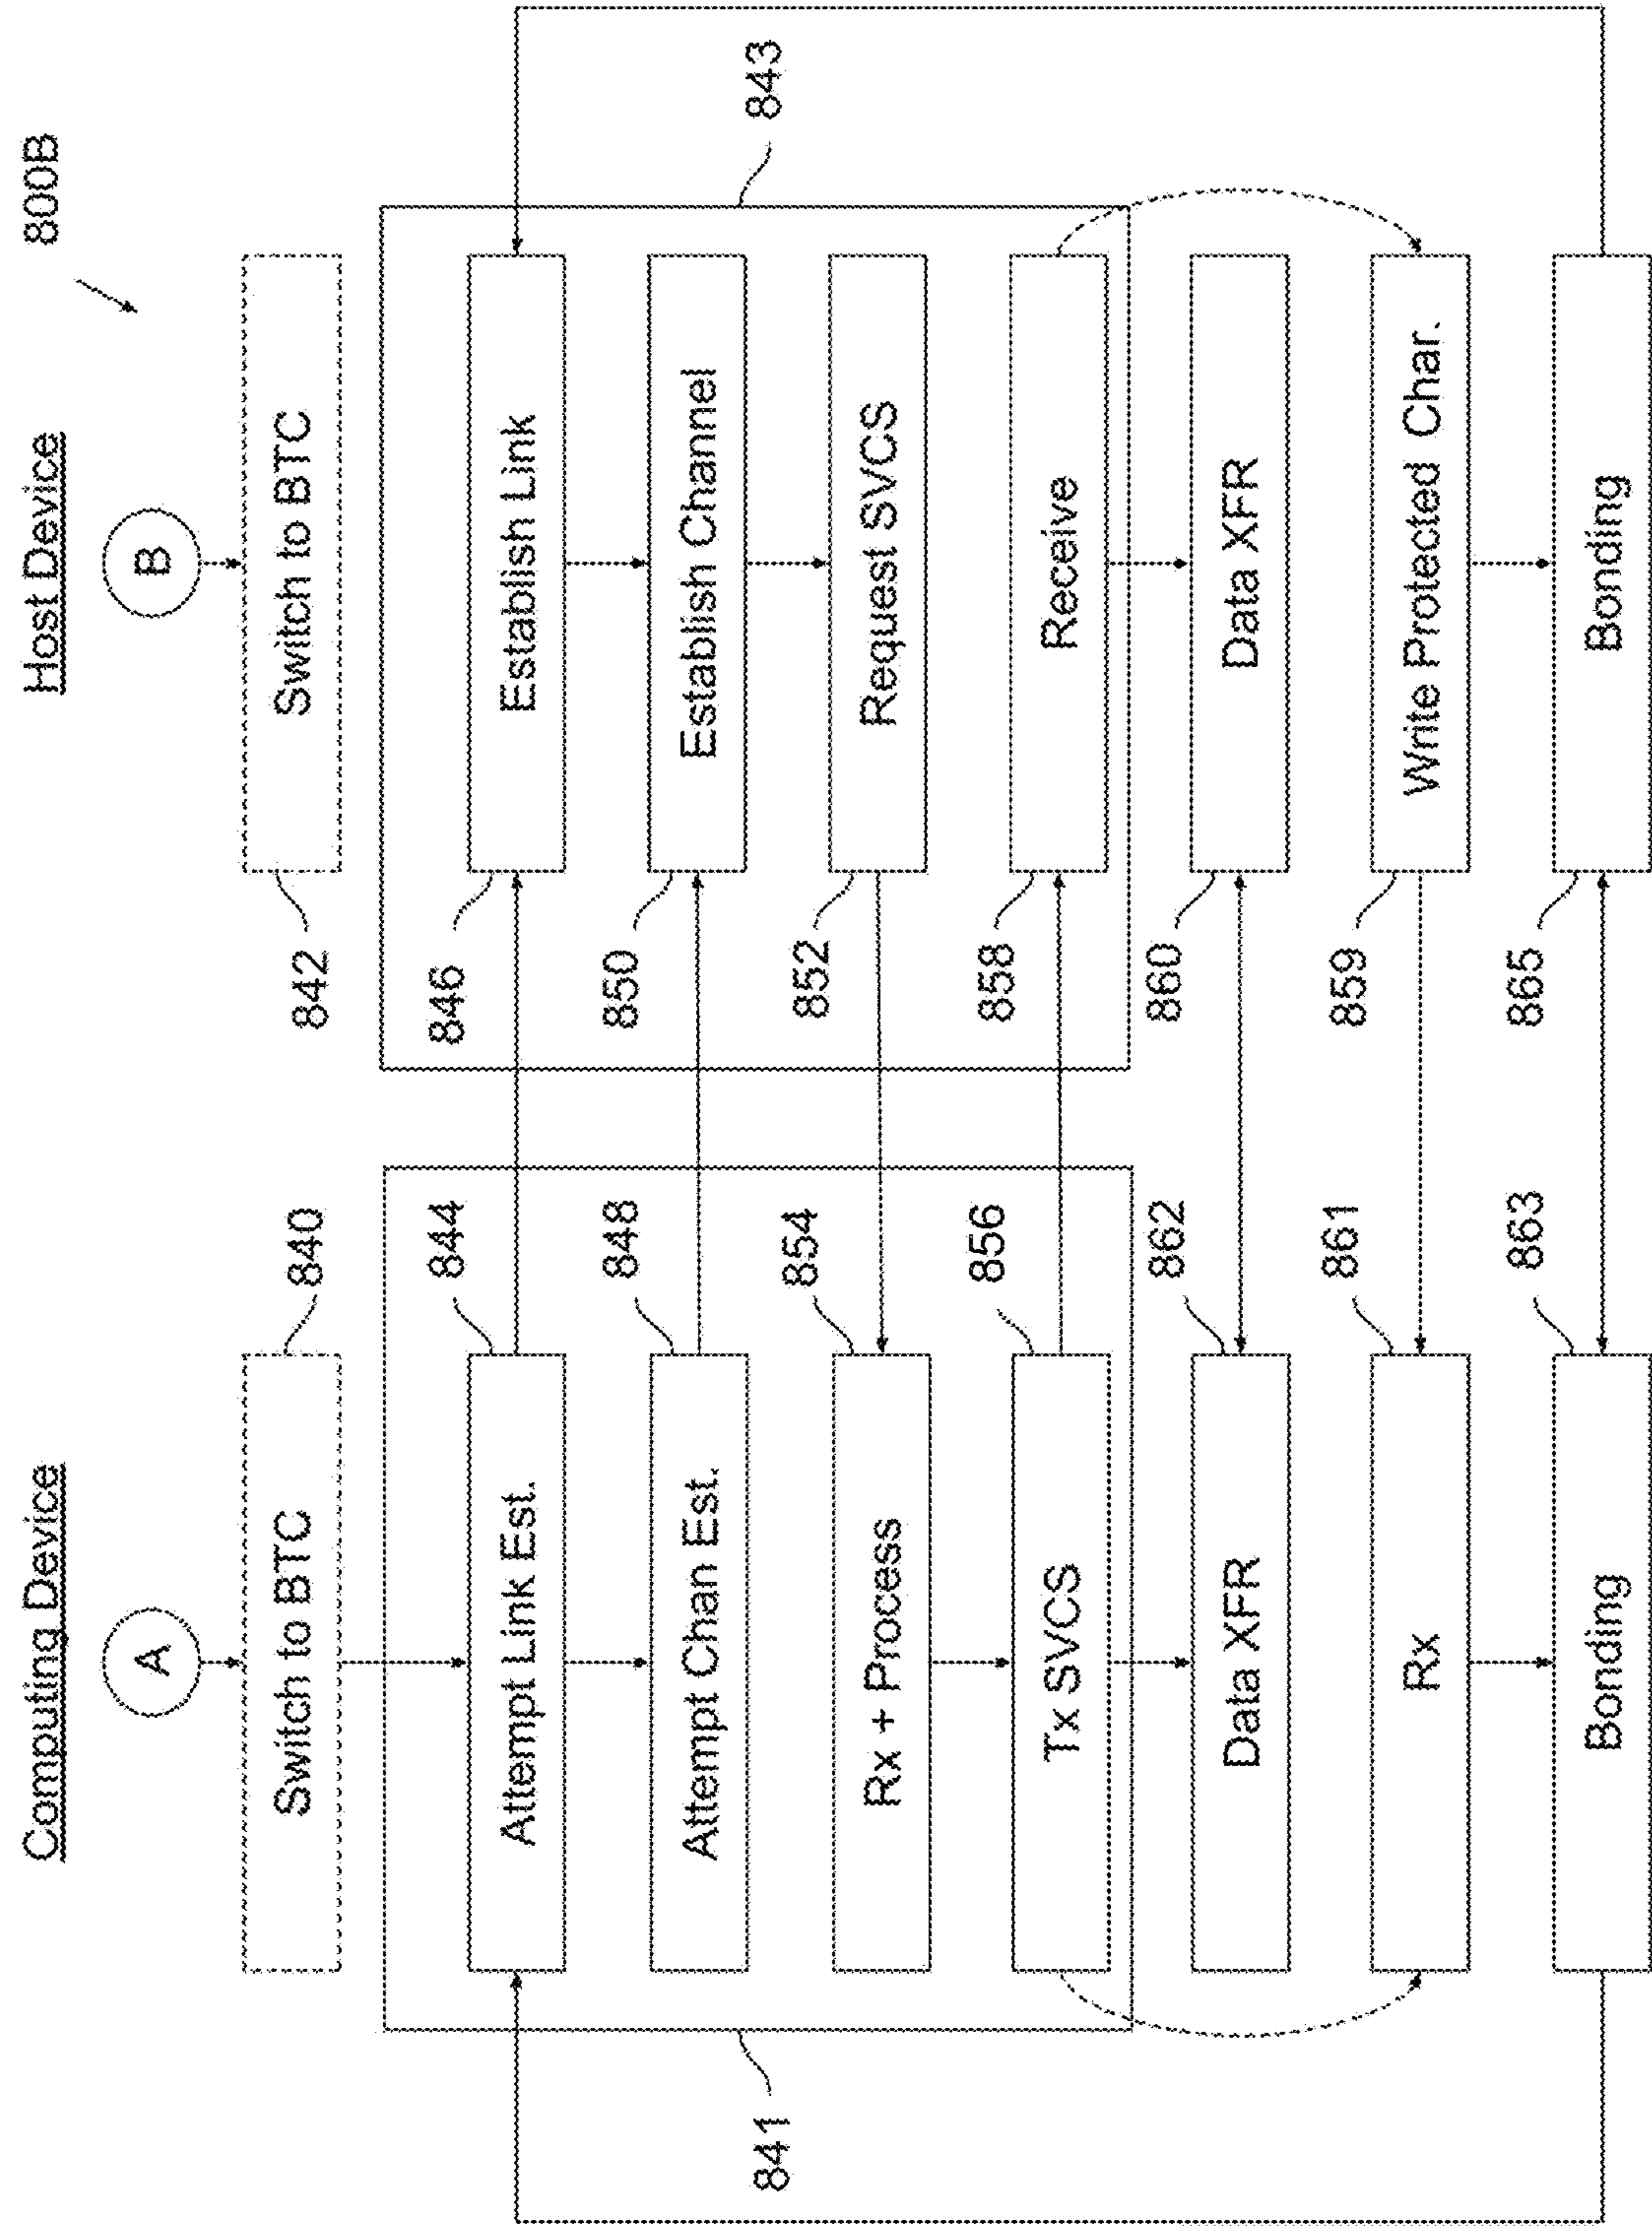 800B
Computing Device
Host Device
A
B
Switch to BTC
840
Switch to BTC
842
841
843
Attempt Link Est.
844
Establish Link
846
Attempt Chan Est.
848
Establish Channel
850
Rx + Process
854
Request SVCS
852
Tx SVCS
856
Receive
858
Data XFR
862
Data XFR
860
Rx
861
Write Protected Char.
859
Bonding
863
Bonding
865